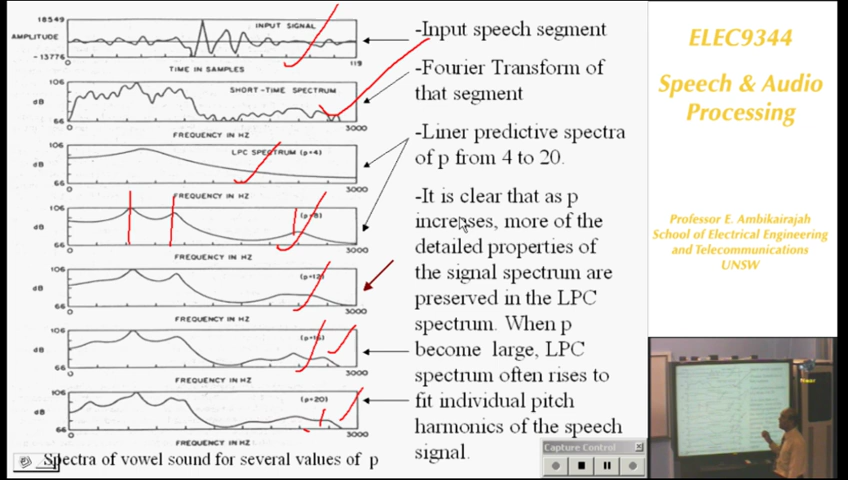 18549
INPUT SIGNAL
AMPLITUDE
-13776
0
119
TIME IN SAMPLES
106
SHORT-TIME SPECTRUM
dB
66
0
3000
FREQUENCY IN HZ
106
LPC SPECTRUM (p=4)
dB
66
0
3000
FREQUENCY IN HZ
106
(p=8)
dB
66
0
3000
FREQUENCY IN HZ
106
(p=12)
dB
66
0
3000
FREQUENCY IN HZ
106
(p=16)
dB
66
0
3000
FREQUENCY IN HZ
106
(p=20)
dB
66
3000
FREQUENCY IN HZ
Spectra of vowel sound for several values of p
-Input speech segment
-Fourier Transform of
that segment
-Liner predictive spectra
of p from 4 to 20.
-It is clear that as p
increases, more of the
detailed properties of
the signal spectrum are
preserved in the LPC
spectrum. When p
become large, LPC
spectrum often rises to
fit individual pitch
harmonics of the speech
signal.
Capture Control
ELEC9344
Speech & Audio
Processing
Professor E. Ambikairajah
School of Electrical Engineering
and Telecommunications
UNSW